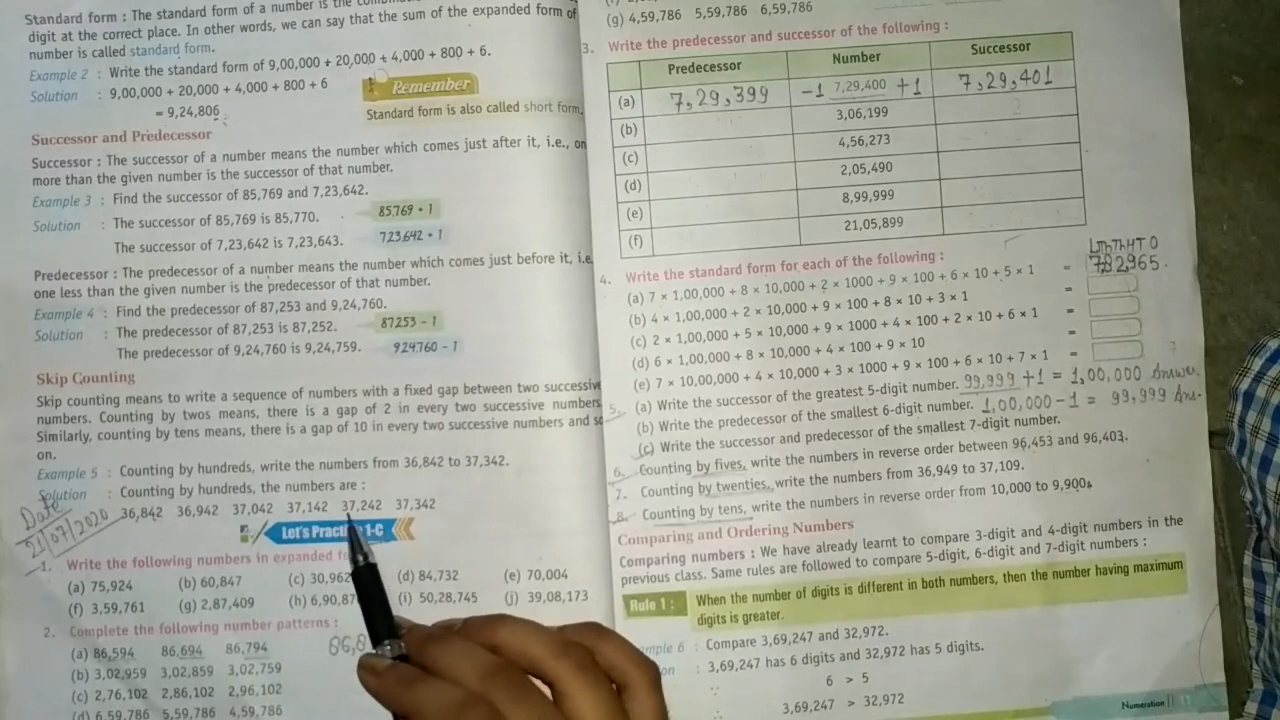 Standard form : The standard form of a number is the
digit at the correct place. In other words, we can say that the sum of the expanded form of
number is called standard form.
Example 2 : Write the standard form of 9,00,000 + 20,000 + 4,000 + 800 + 6.
Solution : 9,00,000 + 20,000 + 4,000 + 800 + 6
= 9,24,806
Remember
Standard form is also called short form.
Successor and Predecessor
Successor : The successor of a number means the number which comes just after it, i.e., on
more than the given number is the successor of that number.
Example 3 : Find the successor of 85,769 and 7,23,642.
Solution : The successor of 85,769 is 85,770. 85769 + 1
The successor of 7,23,642 is 7,23,643. 723642 + 1
Predecessor : The predecessor of a number means the number which comes just before it, i.e
one less than the given number is the predecessor of that number.
Example 4 : Find the predecessor of 87,253 and 9,24,760.
Solution : The predecessor of 87,253 is 87,252. 87253 – 1
The predecessor of 9,24,760 is 9,24,759. 924760 – 1
Skip Counting
Skip counting means to write a sequence of numbers with a fixed gap between two successiv
numbers. Counting by twos means, there is a gap of 2 in every two successive numbers
Similarly, counting by tens means, there is a gap of 10 in every two successive numbers and so
on.
Example 5 : Counting by hundreds, write the numbers from 36,842 to 37,342.
Solution : Counting by hundreds, the numbers are :
36,842 36,942 37,042 37,142 37,242 37,342
Date
21/07/2020
Let's Practi 1-C
1. Write the following numbers in expanded
(a) 75,924 (b) 60,847 (c) 30,962 (d) 84,732 (e) 70,004
(f) 3,59,761 (g) 2,87,409 (h) 6,90,87 (i) 50,28,745 (j) 39,08,173
2. Complete the following number patterns :
(a) 86,594 86,694 86,794 86,8
(b) 3,02,959 3,02,859 3,02,759
(c) 2,76,102 2,86,102 2,96,102
(d) 6,59,786 5,59,786 4,59,786
(g) 4,59,786 5,59,786 6,59,786
3. Write the predecessor and successor of the following :
Predecessor Number Successor
(a) 7,29,399 –1 7,29,400 +1 7,29,401
(b) 3,06,199
(c) 4,56,273
(d) 2,05,490
(e) 8,99,999
(f) 21,05,899
4. Write the standard form for each of the following :
L TTh Th H T O
(a) 7 × 1,00,000 + 8 × 10,000 + 2 × 1000 + 9 × 100 + 6 × 10 + 5 × 1 = 782965.
(b) 4 × 1,00,000 + 2 × 10,000 + 9 × 100 + 8 × 10 + 3 × 1 =
(c) 2 × 1,00,000 + 5 × 10,000 + 9 × 1000 + 4 × 100 + 2 × 10 + 6 × 1 =
(d) 6 × 1,00,000 + 8 × 10,000 + 4 × 100 + 9 × 10 =
(e) 7 × 10,00,000 + 4 × 10,000 + 3 × 1000 + 9 × 100 + 6 × 10 + 7 × 1 =
5. (a) Write the successor of the greatest 5-digit number. 99,999 +1 = 1,00,000 Answer.
(b) Write the predecessor of the smallest 6-digit number. 1,00,000 – 1 = 99,999 Ans.
(c) Write the successor and predecessor of the smallest 7-digit number.
6. Counting by fives, write the numbers in reverse order between 96,453 and 96,403.
7. Counting by twenties, write the numbers from 36,949 to 37,109.
8. Counting by tens, write the numbers in reverse order from 10,000 to 9,900.
Comparing and Ordering Numbers
Comparing numbers : We have already learnt to compare 3-digit and 4-digit numbers in the
previous class. Same rules are followed to compare 5-digit, 6-digit and 7-digit numbers :
Rule 1 : When the number of digits is different in both numbers, then the number having maximum
digits is greater.
mple 6 : Compare 3,69,247 and 32,972.
on : 3,69,247 has 6 digits and 32,972 has 5 digits.
∵ 6 > 5
∴ 3,69,247 > 32,972
Numeration